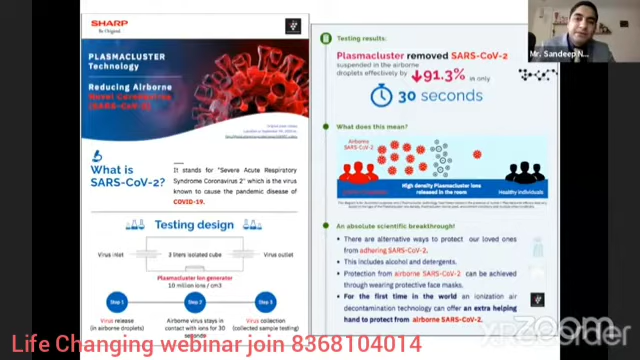 SHARP
Be Original.
PLASMACLUSTER
Technology
Reducing Airborne
Novel Coronavirus
(SARS-CoV-2)
What is
SARS-CoV-2?
It stands for "Severe Acute Respiratory
Syndrome Coronavirus 2" which is the virus
known to cause the pandemic disease of
COVID-19.
Testing design
Virus inlet
3 liters isolated cube
Virus outlet
Plasmacluster Ion generator
10 million ions / cm3
Step 1
Step 2
Step 3
Virus release
(in airborne droplets)
Airborne virus stays in
contact with ions for 30
seconds
Virus collection
(collected sample testing)
Testing results:
Plasmacluster removed SARS-CoV-2
suspended in the airborne
droplets effectively by
91.3%
in only
30 seconds
What does this mean?
Airborne
SARS-CoV-2
High density Plasmacluster Ions
released in the room
Healthy individuals
An absolute scientific breakthrough!
There are alternative ways to protect our loved ones
from adhering SARS-CoV-2.
This includes alcohol and detergents.
Protection from airborne SARS-CoV-2 can be achieved
through wearing protective face masks.
For the first time in the world an ionization air
decontamination technology can offer an extra helping
hand to protect from airborne SARS-CoV-2.
Mr. Sandeep N...
zoom
Life Changing webinar join 8368104014